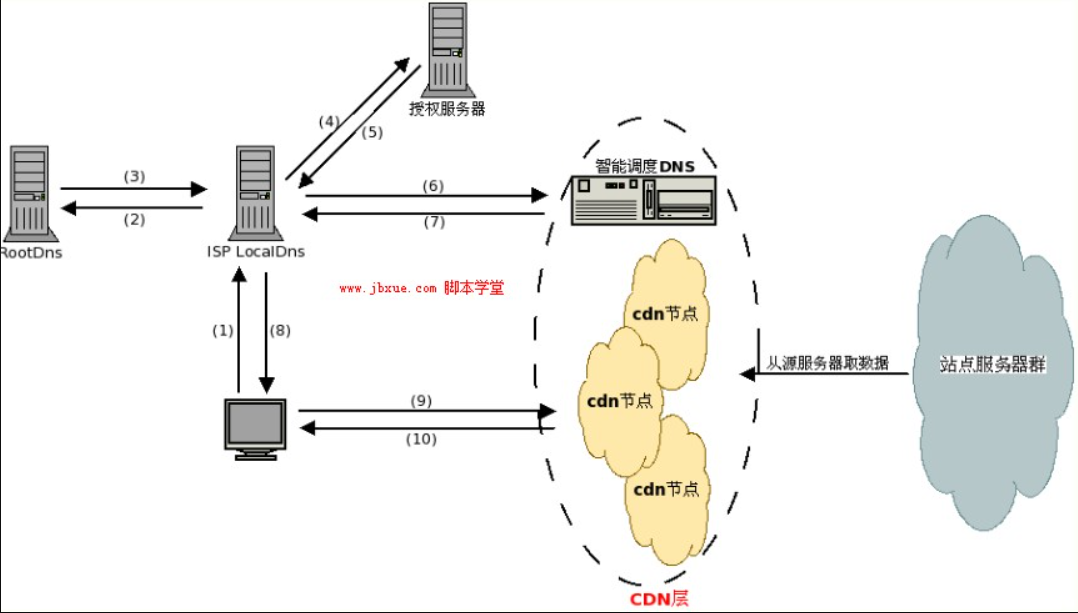 授权服务器
(4)
(5)
智能调度DNS
(3)
(2)
(6)
(7)
RootDns
ISP LocalDns
www.jbxue.com 脚本学堂
cdn节点
(1)
(8)
从源服务器取数据
站点服务器群
cdn节点
(9)
(10)
cdn节点
CDN层